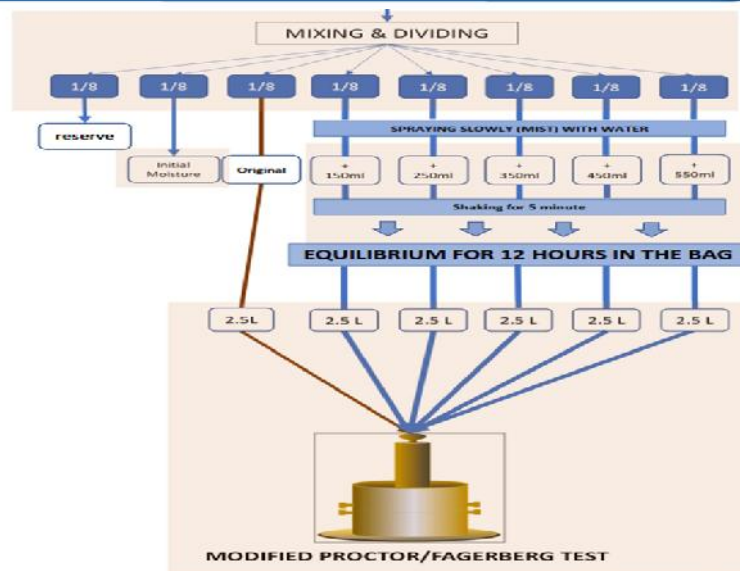 MIXING & DIVIDING
1/8 1/8 1/8 1/8 1/8 1/8 1/8 1/8
reserve
SPRAYING SLOWLY (MIST) WITH WATER
Initial Moisture
Original
+ 150ml
+ 250ml
+ 350ml
+ 450ml
+ 550ml
Shaking for 5 minute
EQUILIBRIUM FOR 12 HOURS IN THE BAG
2.5L 2.5 L 2.5 L 2.5 L 2.5 L 2.5 L
MODIFIED PROCTOR/FAGERBERG TEST